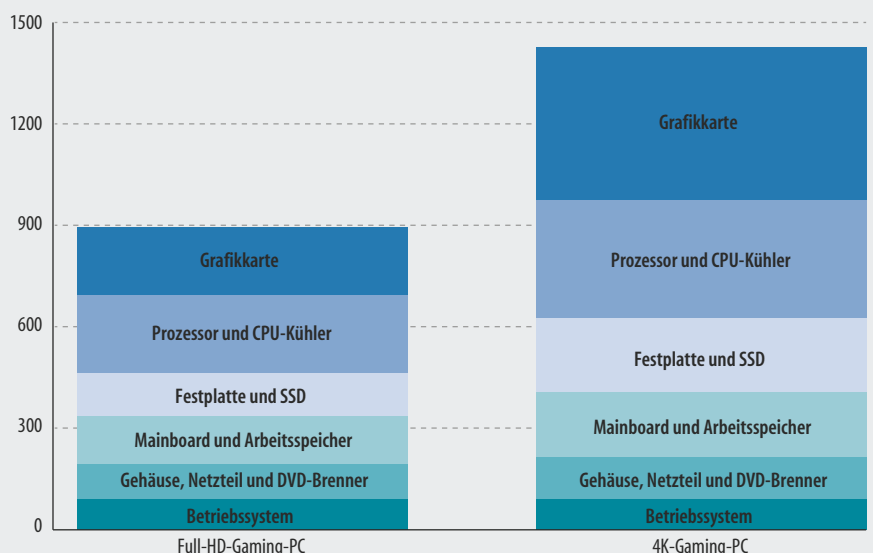 1500
1200
900
600
300
0
Grafikkarte
Prozessor und CPU-Kühler
Festplatte und SSD
Mainboard und Arbeitsspeicher
Gehäuse, Netzteil und DVD-Brenner
Betriebssystem
Full-HD-Gaming-PC
Grafikkarte
Prozessor und CPU-Kühler
Festplatte und SSD
Mainboard und Arbeitsspeicher
Gehäuse, Netzteil und DVD-Brenner
Betriebssystem
4K-Gaming-PC